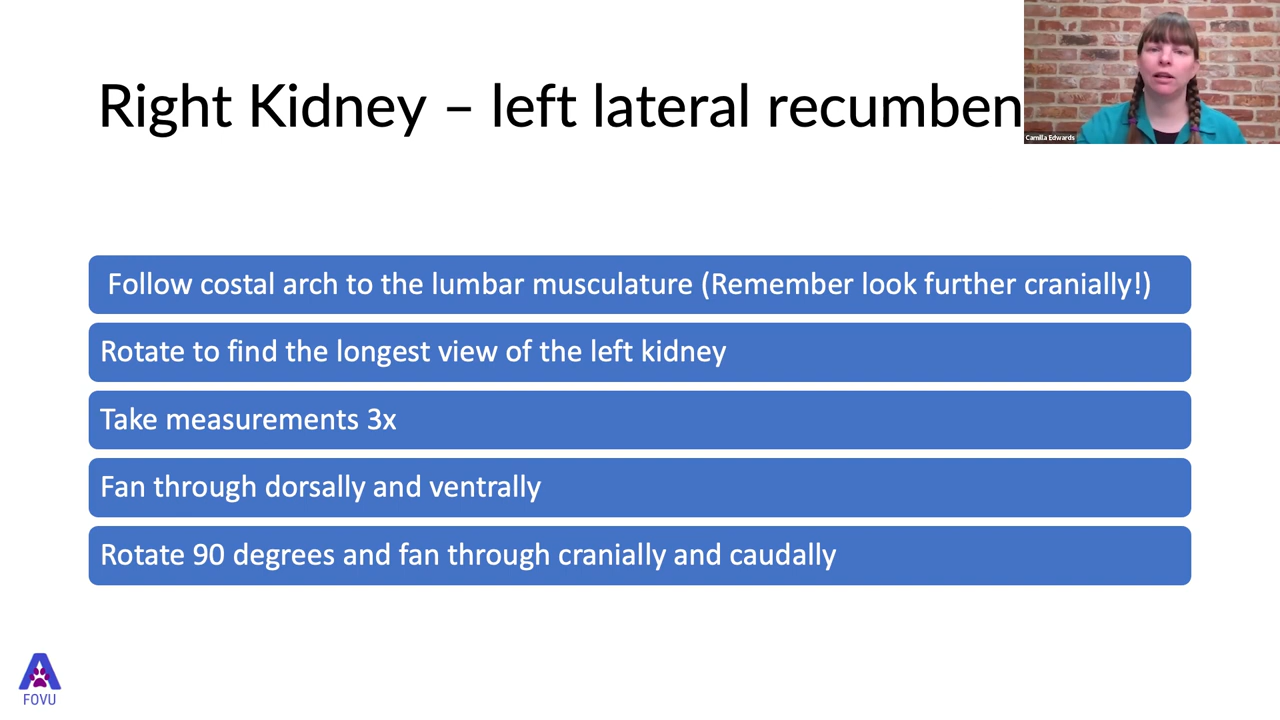 Right Kidney – left lateral recumben
Camilla Edwards
Follow costal arch to the lumbar musculature (Remember look further cranially!)
Rotate to find the longest view of the left kidney
Take measurements 3x
Fan through dorsally and ventrally
Rotate 90 degrees and fan through cranially and caudally
FOVU